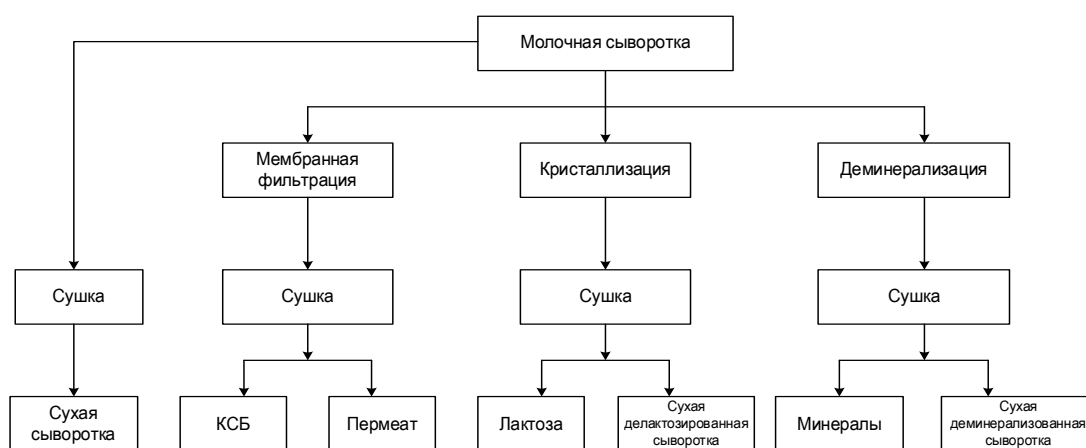 Молочная сыворотка
Мембранная
фильтрация
Кристаллизация
Деминерализация
Сушка
Сушка
Сушка
Сушка
Сухая
сыворотка
КСБ
Пермеат
Лактоза
Сухая
делактозированная
сыворотка
Минералы
Сухая
деминерализованная
сыворотка